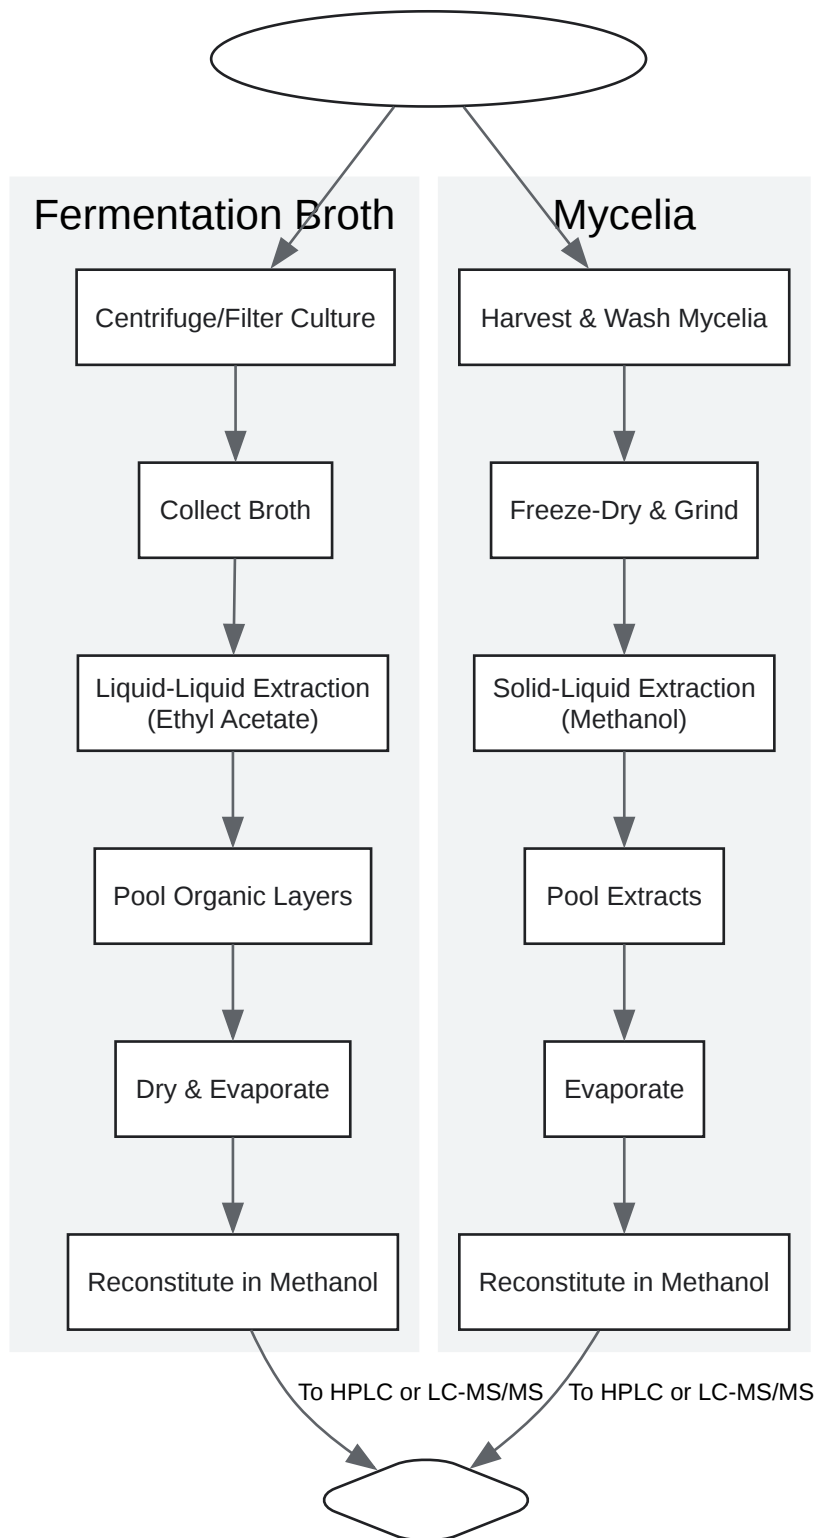 Fermentation Broth
Centrifuge/Filter Culture
Collect Broth
Liquid-Liquid Extraction
(Ethyl Acetate)
Pool Organic Layers
Dry & Evaporate
Reconstitute in Methanol
To HPLC or LC-MS/MS
Mycelia
Harvest & Wash Mycelia
Freeze-Dry & Grind
Solid-Liquid Extraction
(Methanol)
Pool Extracts
Evaporate
Reconstitute in Methanol
To HPLC or LC-MS/MS